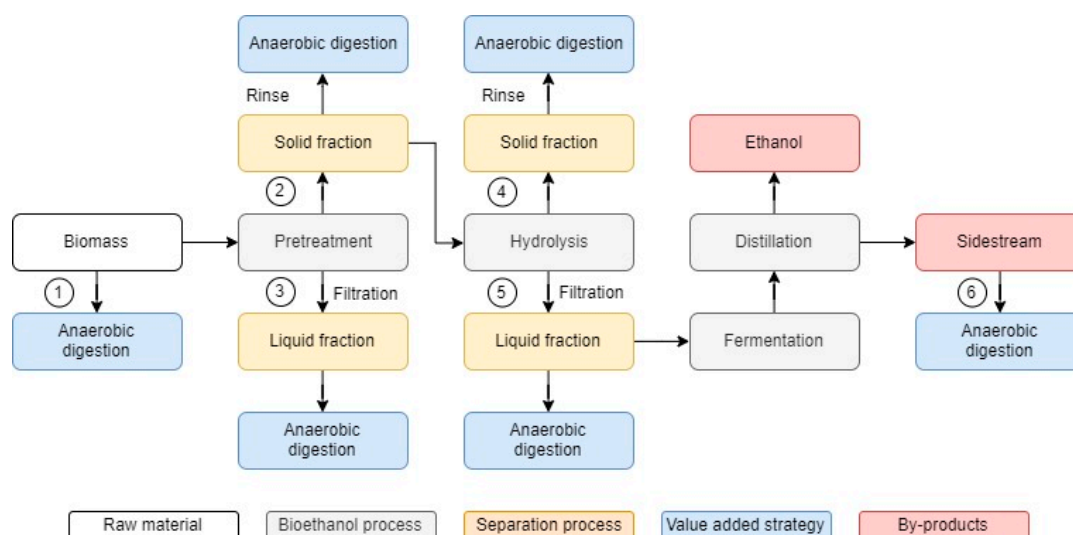 Anaerobic digestion
Anaerobic digestion
Rinse
Rinse
Solid fraction
Solid fraction
Ethanol
2
4
Biomass
Pretreatment
Hydrolysis
Distillation
Sidestream
1
3
Filtration
5
Filtration
6
Anaerobic
digestion
Liquid fraction
Liquid fraction
Fermentation
Anaerobic
digestion
Anaerobic
digestion
Anaerobic
digestion
Raw material
Bioethanol process
Separation process
Value added strategy
By-products